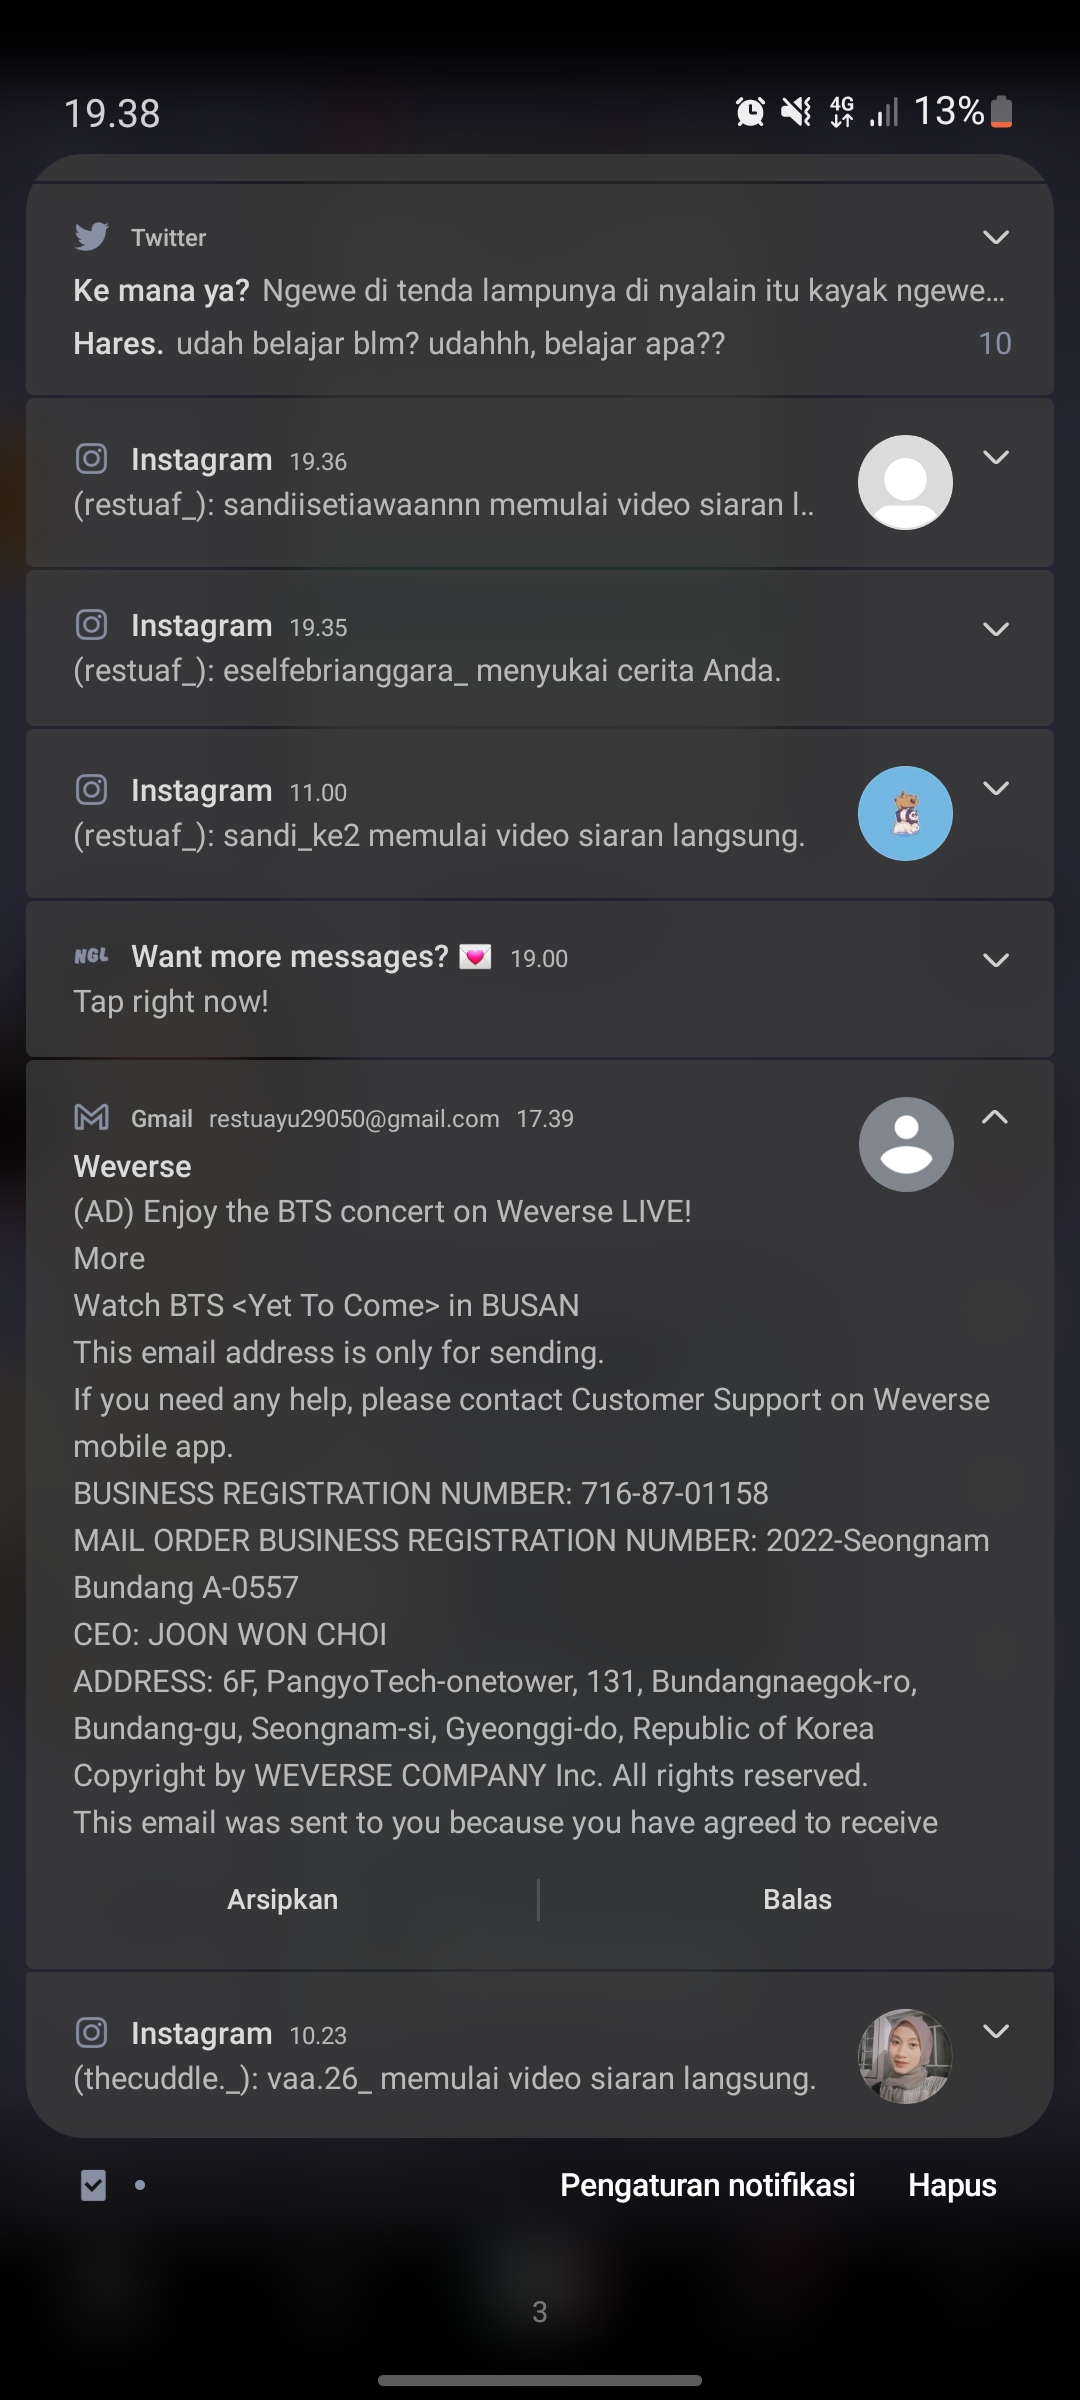 19.38
4G 13%
Twitter
Ke mana ya? Ngewe di tenda lampunya di nyalain itu kayak ngewe...
Hares. udah belajar blm? udahhh, belajar apa??
10
Instagram 19.36
(restuaf_): sandiisetiawaannn memulai video siaran l..
Instagram 19.35
(restuaf_): eselfebrianggara_ menyukai cerita Anda.
Instagram 11.00
(restuaf_): sandi_ke2 memulai video siaran langsung.
NGL Want more messages? 💌 19.00
Tap right now!
Gmail restuayu29050@gmail.com 17.39
Weverse
(AD) Enjoy the BTS concert on Weverse LIVE!
More
Watch BTS <Yet To Come> in BUSAN
This email address is only for sending.
If you need any help, please contact Customer Support on Weverse
mobile app.
BUSINESS REGISTRATION NUMBER: 716-87-01158
MAIL ORDER BUSINESS REGISTRATION NUMBER: 2022-Seongnam
Bundang A-0557
CEO: JOON WON CHOI
ADDRESS: 6F, PangyoTech-onetower, 131, Bundangnaegok-ro,
Bundang-gu, Seongnam-si, Gyeonggi-do, Republic of Korea
Copyright by WEVERSE COMPANY Inc. All rights reserved.
This email was sent to you because you have agreed to receive
Arsipkan
Balas
Instagram 10.23
(thecuddle._): vaa.26_ memulai video siaran langsung.
Pengaturan notifikasi
Hapus
3